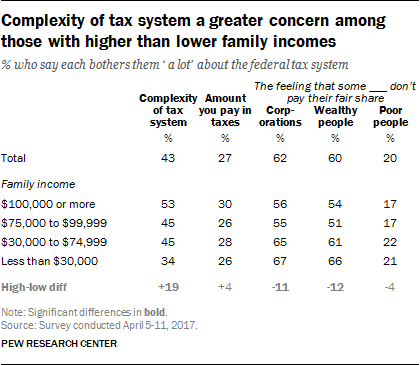 Complexity of tax system a greater concern among
those with higher than lower family incomes
% who say each bothers them ‘ a lot’ about the federal tax system
The feeling that some ___ don’t
pay their fair share
Complexity of tax system Amount you pay in taxes Corp-orations Wealthy people Poor people
% % % % %
Total 43 27 62 60 20
Family income
$100,000 or more 53 30 56 54 17
$75,000 to $99,999 45 26 55 51 17
$30,000 to $74,999 45 28 65 61 22
Less than $30,000 34 26 67 66 21
High-low diff +19 +4 -11 -12 -4
Note: Significant differences in bold.
Source: Survey conducted April 5-11, 2017.
PEW RESEARCH CENTER